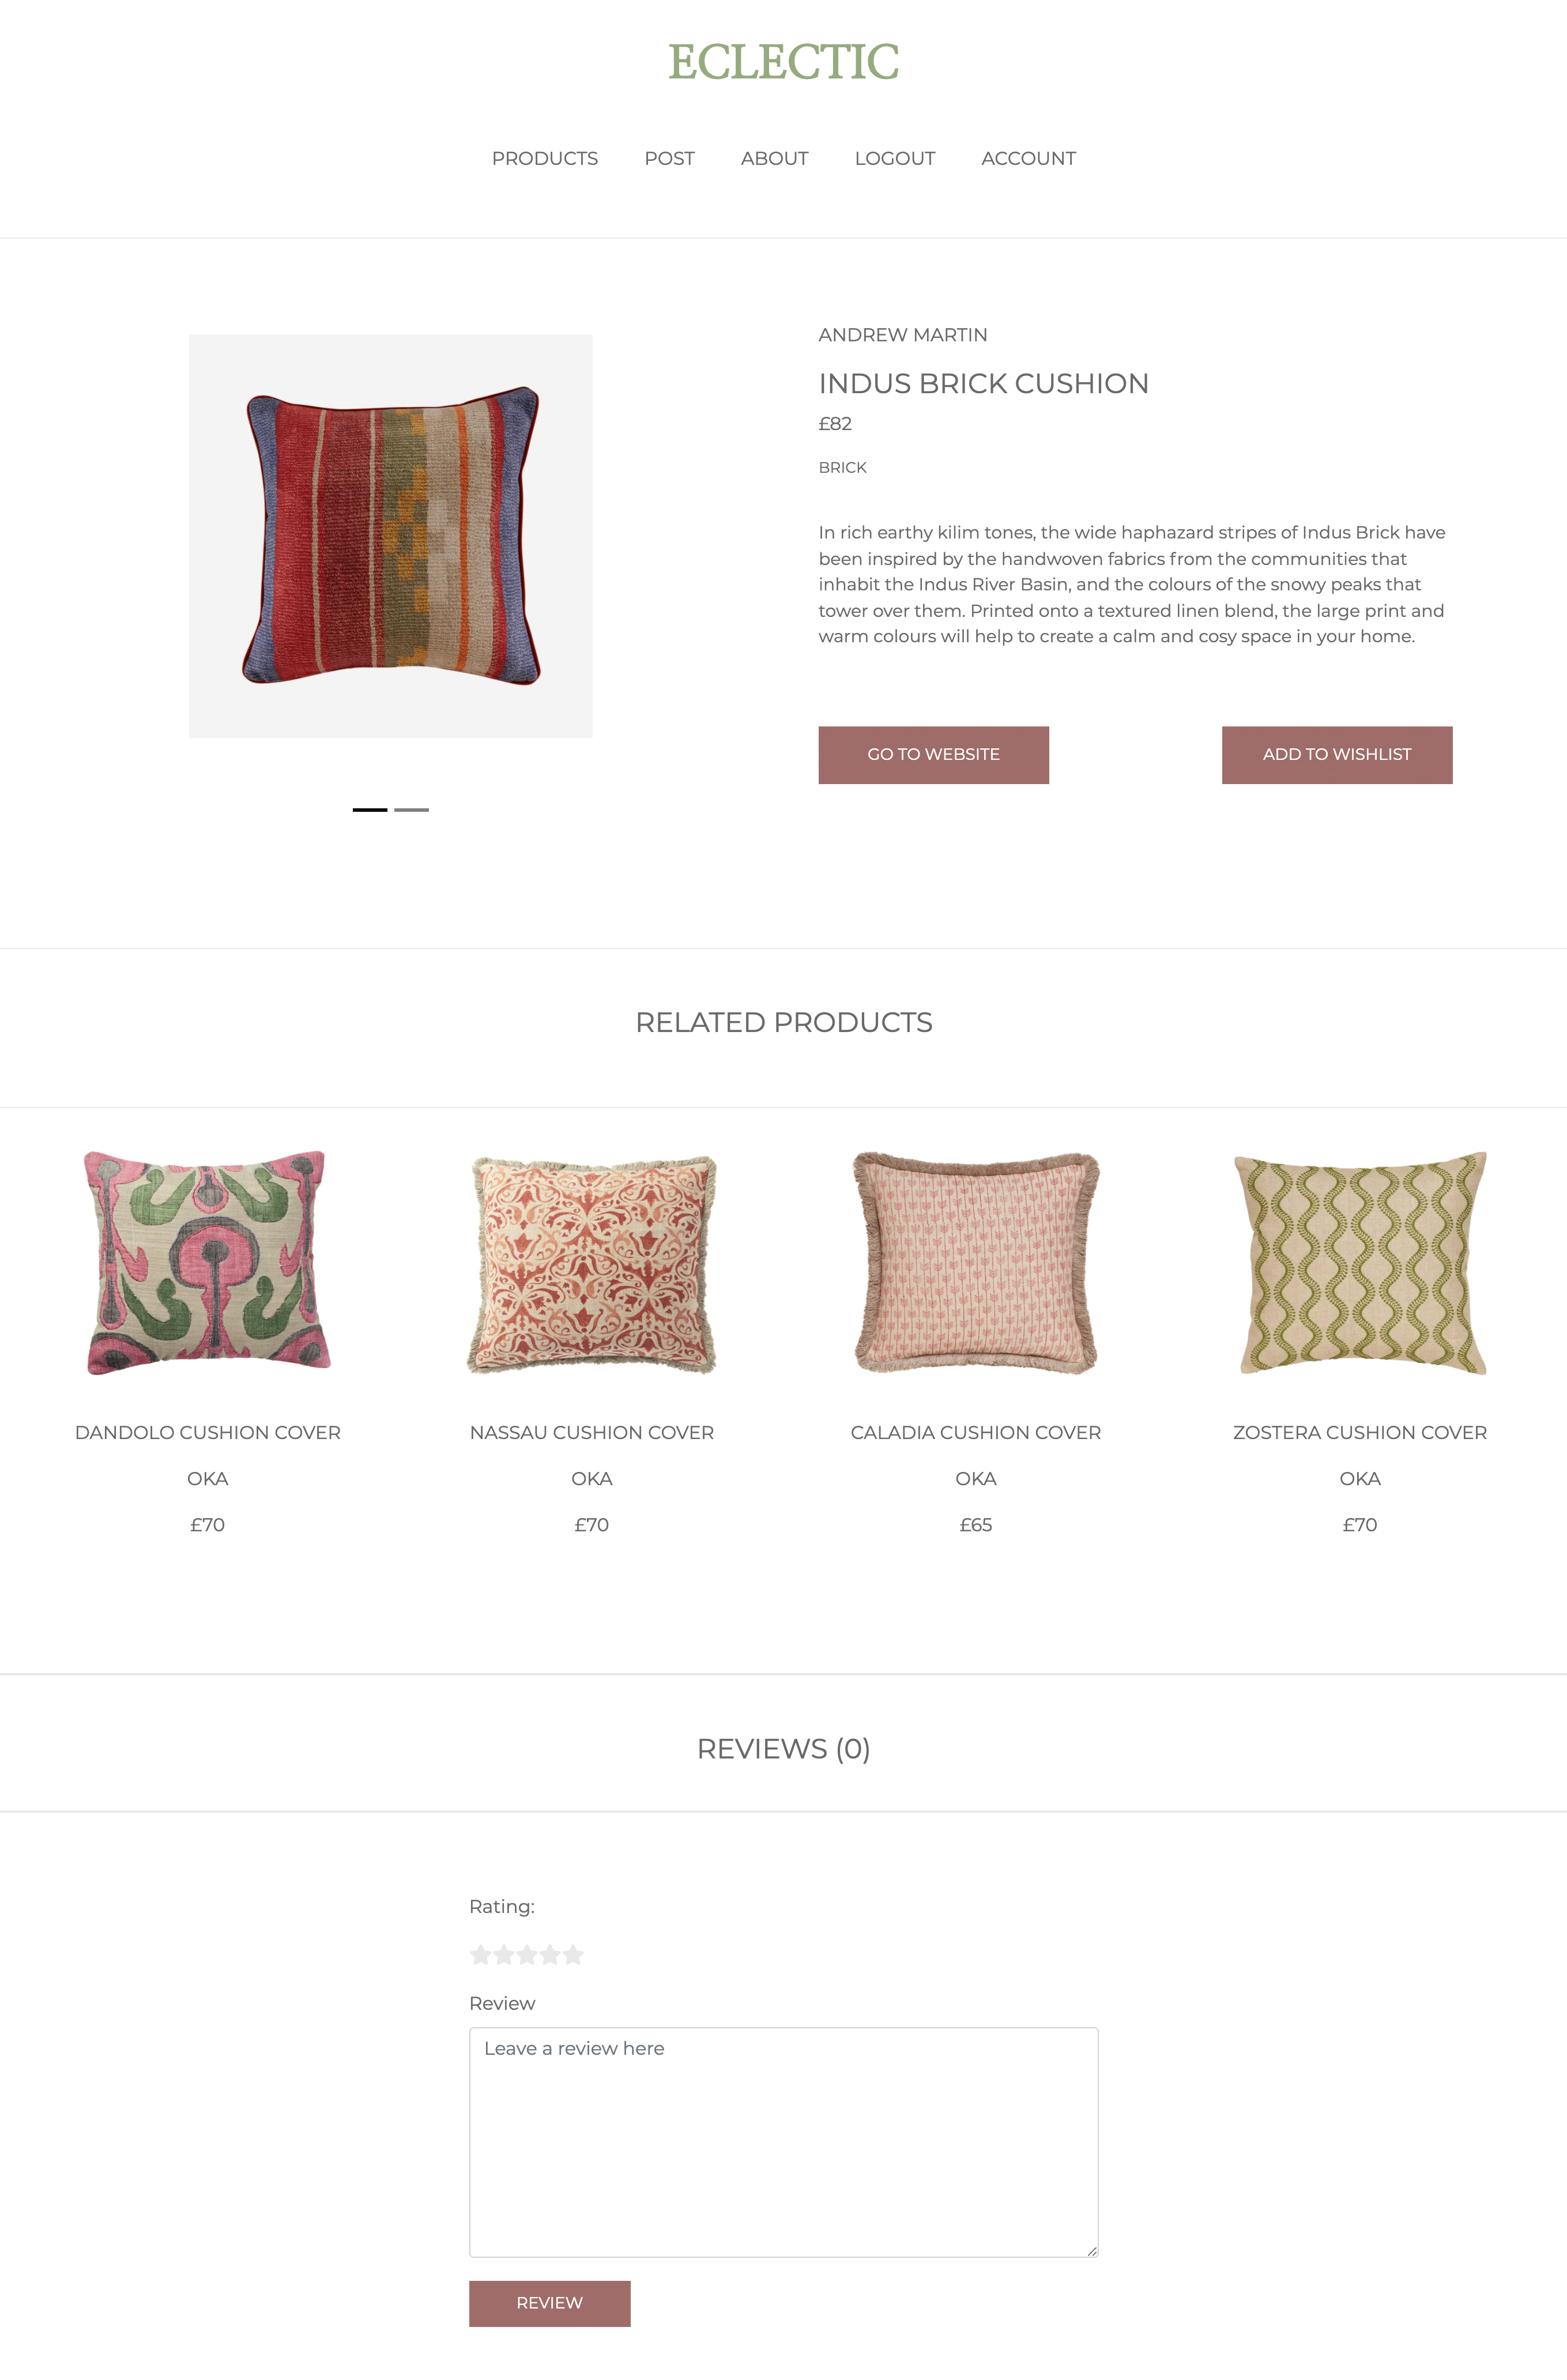 ECLECTIC
PRODUCTS POST ABOUT LOGOUT ACCOUNT
ANDREW MARTIN
INDUS BRICK CUSHION
£82
BRICK
In rich earthy kilim tones, the wide haphazard stripes of Indus Brick have
been inspired by the handwoven fabrics from the communities that
inhabit the Indus River Basin, and the colours of the snowy peaks that
tower over them. Printed onto a textured linen blend, the large print and
warm colours will help to create a calm and cosy space in your home.
GO TO WEBSITE ADD TO WISHLIST
RELATED PRODUCTS
DANDOLO CUSHION COVER NASSAU CUSHION COVER CALADIA CUSHION COVER ZOSTERA CUSHION COVER
OKA OKA OKA OKA
£70 £70 £65 £70
REVIEWS (0)
Rating:
Review
Leave a review here
REVIEW